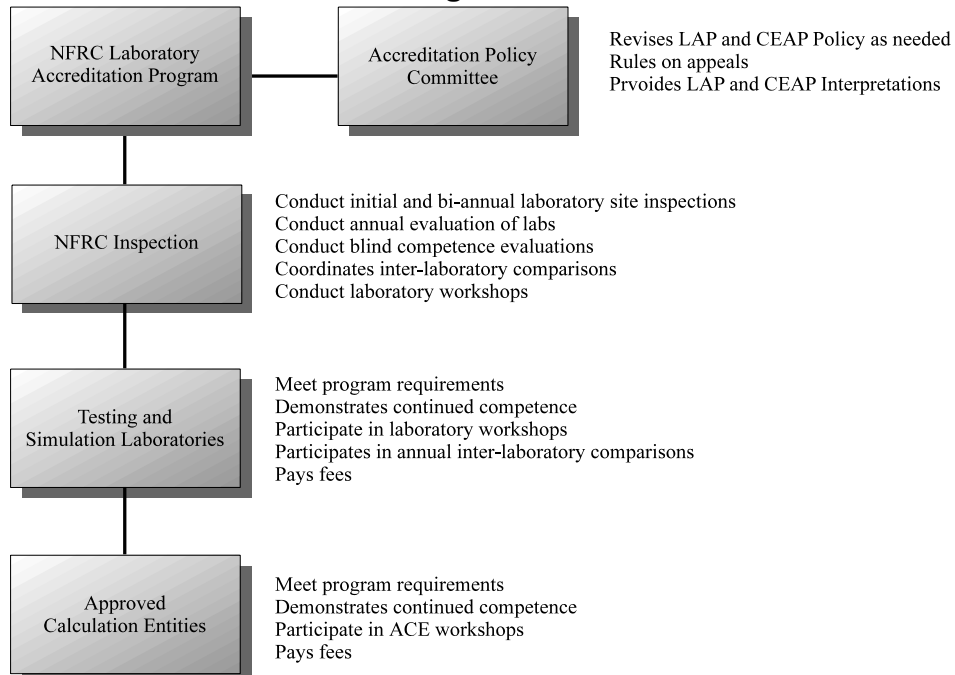 NFRC Laboratory
Accreditation Program
Accreditation Policy
Committee
Revises LAP and CEAP Policy as needed
Rules on appeals
Prvoides LAP and CEAP Interpretations
NFRC Inspection
Conduct initial and bi-annual laboratory site inspections
Conduct annual evaluation of labs
Conduct blind competence evaluations
Coordinates inter-laboratory comparisons
Conduct laboratory workshops
Testing and
Simulation Laboratories
Meet program requirements
Demonstrates continued competence
Participate in laboratory workshops
Participates in annual inter-laboratory comparisons
Pays fees
Approved
Calculation Entities
Meet program requirements
Demonstrates continued competence
Participate in ACE workshops
Pays fees